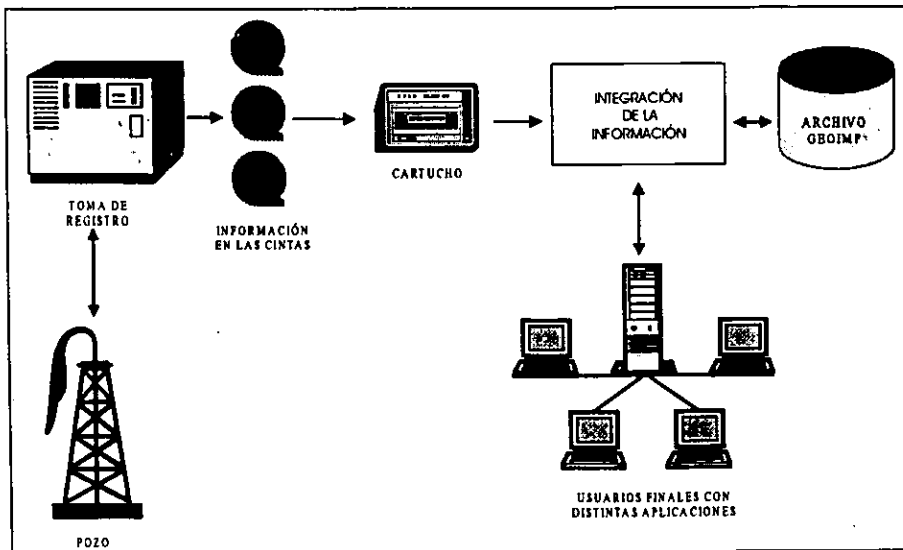 TOMA DE
REGISTRO
INFORMACIÓN
EN LAS CINTAS
CARTUCHO
INTEGRACIÓN
DE LA
INFORMACIÓN
ARCHIVO
POZO
USUARIOS FINALES CON
DISTINTAS APLICACIONES